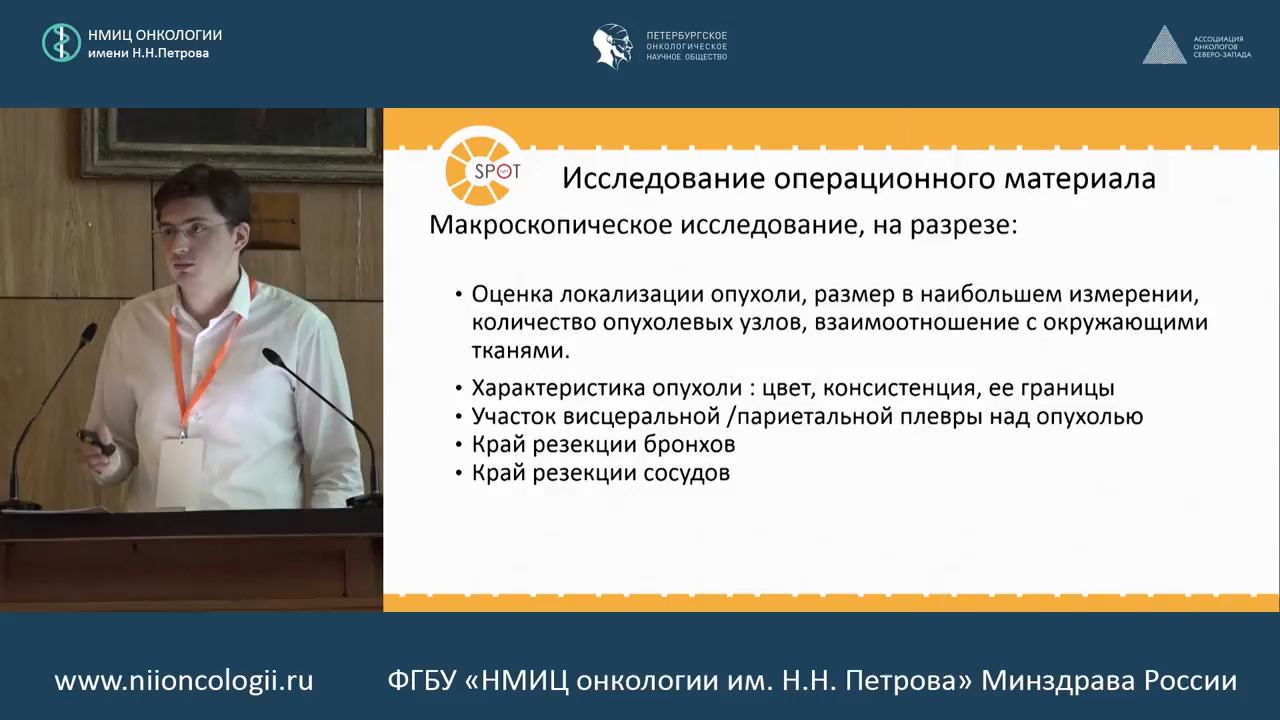 НМИЦ ОНКОЛОГИИ
имени Н.Н.Петрова
ПЕТЕРБУРГСКОЕ
ОНКОЛОГИЧЕСКОЕ
НАУЧНОЕ ОБЩЕСТВО
АССОЦИАЦИЯ
ОНКОЛОГОВ
СЕВЕРО-ЗАПАДА
SPOT
Исследование операционного материала
Макроскопическое исследование, на разрезе:
• Оценка локализации опухоли, размер в наибольшем измерении,
количество опухолевых узлов, взаимоотношение с окружающими
тканями.
• Характеристика опухоли : цвет, консистенция, ее границы
• Участок висцеральной /париетальной плевры над опухолью
• Край резекции бронхов
• Край резекции сосудов
www.niioncologii.ru
ФГБУ «НМИЦ онкологии им. Н.Н. Петрова» Минздрава России